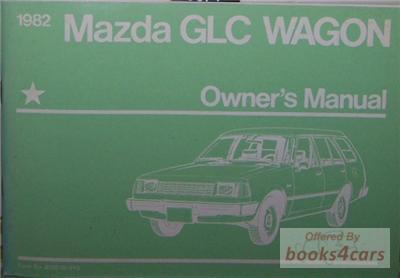 1982 Mazda GLC WAGON
Owner's Manual
Offered By
books4cars